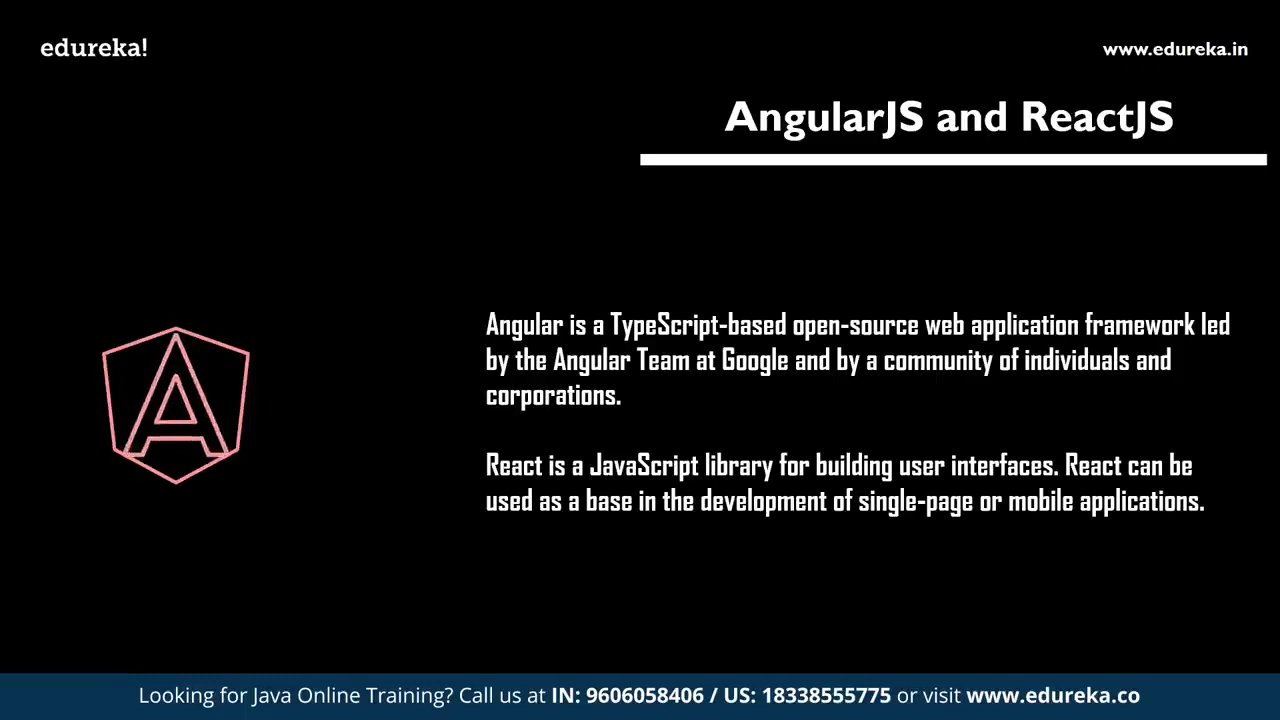 edureka!
www.edureka.in
AngularJS and ReactJS
Angular is a TypeScript-based open-source web application framework led
by the Angular Team at Google and by a community of individuals and
corporations.
React is a JavaScript library for building user interfaces. React can be
used as a base in the development of single-page or mobile applications.
Looking for Java Online Training? Call us at IN: 9606058406 / US: 18338555775 or visit www.edureka.co